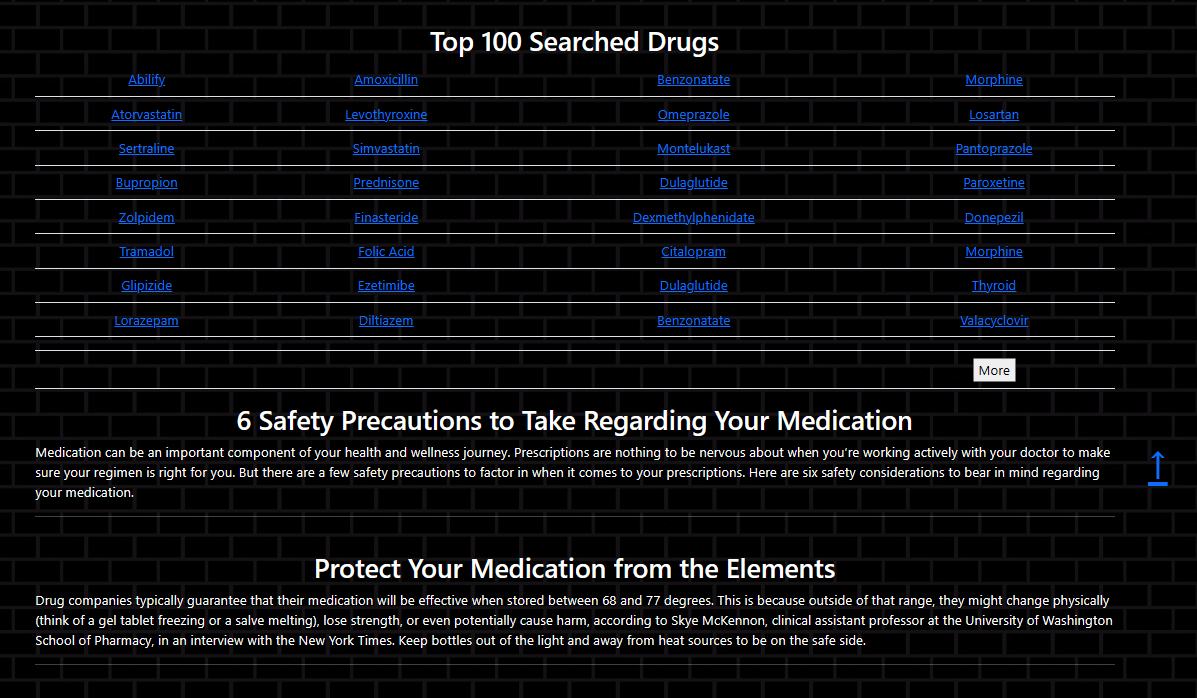 Top 100 Searched Drugs
Abilify Amoxicillin Benzonatate Morphine
Atorvastatin Levothyroxine Omeprazole Losartan
Sertraline Simvastatin Montelukast Pantoprazole
Bupropion Prednisone Dulaglutide Paroxetine
Zolpidem Finasteride Dexmethylphenidate Donepezil
Tramadol Folic Acid Citalopram Morphine
Glipizide Ezetimibe Dulaglutide Thyroid
Lorazepam Diltiazem Benzonatate Valacyclovir
More
6 Safety Precautions to Take Regarding Your Medication
Medication can be an important component of your health and wellness journey. Prescriptions are nothing to be nervous about when you’re working actively with your doctor to make
sure your regimen is right for you. But there are a few safety precautions to factor in when it comes to your prescriptions. Here are six safety considerations to bear in mind regarding
your medication.
Protect Your Medication from the Elements
Drug companies typically guarantee that their medication will be effective when stored between 68 and 77 degrees. This is because outside of that range, they might change physically
(think of a gel tablet freezing or a salve melting), lose strength, or even potentially cause harm, according to Skye McKennon, clinical assistant professor at the University of Washington
School of Pharmacy, in an interview with the New York Times. Keep bottles out of the light and away from heat sources to be on the safe side.